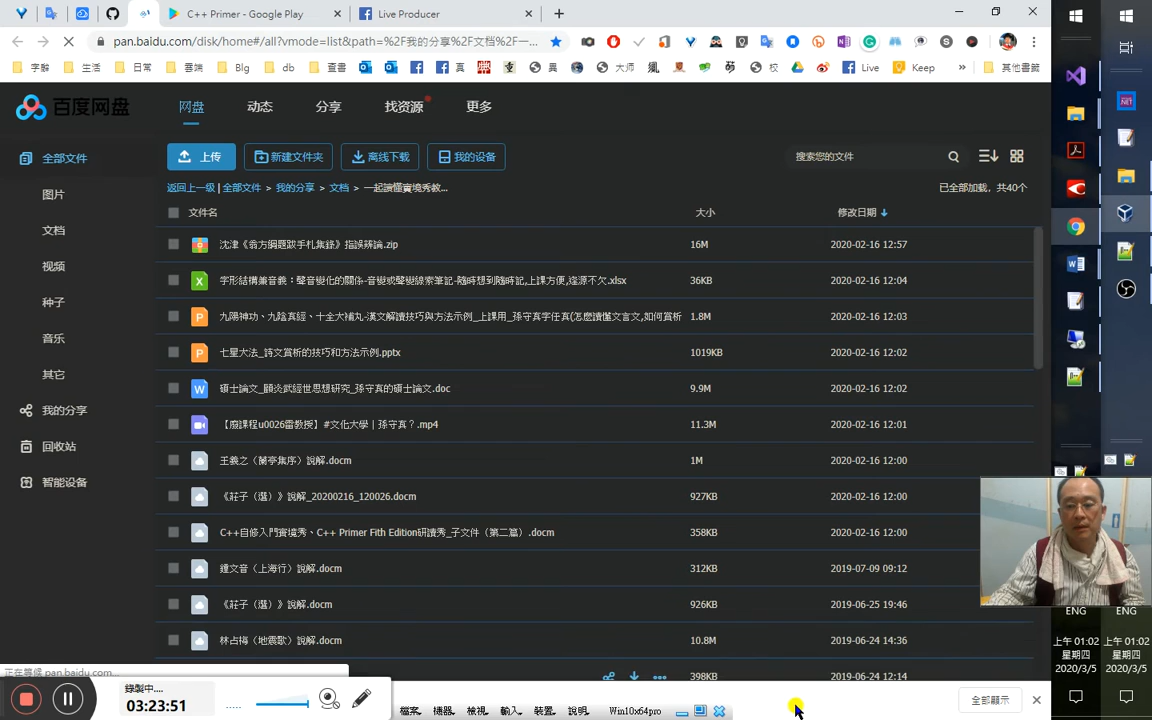 C++ Primer - Google Play
Live Producer
pan.baidu.com/disk/home#/all?vmode=list&path=%2F我的分享%2F文档%2F一...
字辭 生活 日常 雲端 Blg 查書 db 真 異 大师 权 Live Keep » 其他書籤
百度网盘
网盘 动态 分享 找资源 更多
上传 新建文件夹 离线下载 我的设备
搜索您的文件
返回上一级 | 全部文件 > 我的分享 > 文档 > 一起讀懂實境秀教...
已全部加载，共40个
全部文件
图片
文档
视频
种子
音乐
其它
我的分享
回收站
智能设备
文件名 大小 修改日期
沈津《翁方綱題跋手札集錄》指誤辨論.zip 16M 2020-02-16 12:57
字形結構兼音義：聲音變化的關係-音變或聲變線索筆記-隨時想到隨時記,上課方便,逢源不欠.xlsx 36KB 2020-02-16 12:04
九陽神功、九陰真經、十全大補丸-漢文解讀技巧與方法示例_上課用_孫守真字任真(怎麼讀懂文言文,如何賞析 1.8M 2020-02-16 12:03
七星大法_詩文賞析的技巧和方法示例.pptx 1019KB 2020-02-16 12:02
碩士論文_顧炎武經世思想研究_孫守真的碩士論文.doc 9.9M 2020-02-16 12:02
【廢課程u0026雷教授】#文化大學｜孫守真？.mp4 11.3M 2020-02-16 12:00
王羲之〈蘭亭集序〉說解.docm 1M 2020-02-16 12:00
《莊子（選）》說解_20200216_120026.docm 927KB 2020-02-16 12:00
C++自修入門實境秀、C++ Primer Fith Edition研讀秀_子文件（第二篇）.docm 358KB 2020-02-16 12:00
鍾文音〈上海行〉說解.docm 312KB 2019-07-09 09:12
《莊子（選）》說解.docm 926KB 2019-06-25 19:46
林占梅〈地震歌〉說解.docm 10.8M 2019-06-24 14:36
398KB 2019-06-24 12:14
正在等候 pan.baidu.com...
錄製中....
03:23:51
檔案. 機器. 檢視. 輸入. 裝置. 說明. Win10x64pro
全部顯示
.NET
ENG ENG
上午 01:02 上午 01:02
星期四 星期四
2020/3/5 2020/3/5